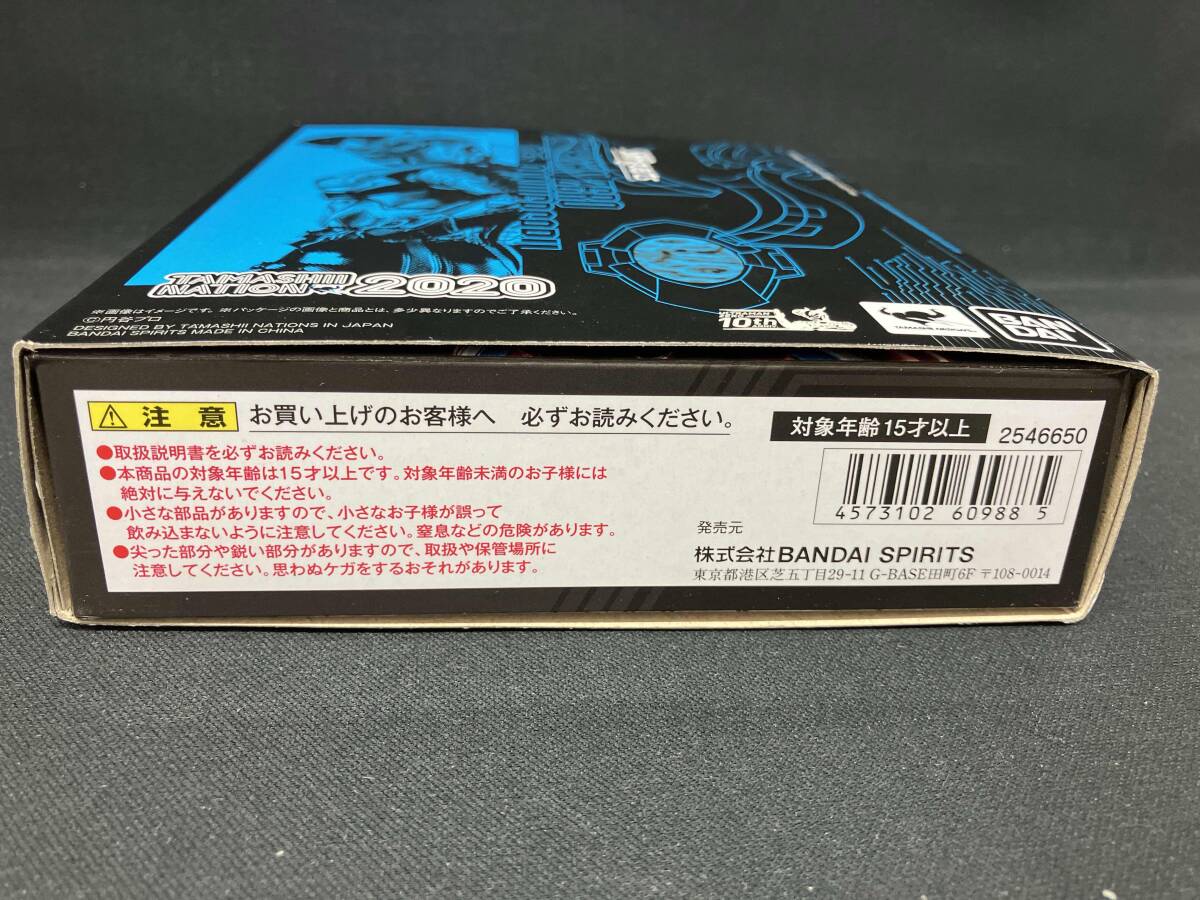 TAMASHII
NATION 2020
※画像はイメージです。※パッケージの画像と商品とは、多少異なりますのでご了承ください。
©円谷プロ
DESIGNED BY TAMASHII NATIONS IN JAPAN
BANDAI SPIRITS MADE IN CHINA
TAMASHII NATIONS
BANDAI
注意 お買い上げのお客様へ 必ずお読みください。
対象年齢15才以上 2546650
●取扱説明書を必ずお読みください。
●本商品の対象年齢は15才以上です。対象年齢未満のお子様には
絶対に与えないでください。
●小さな部品がありますので、小さなお子様が誤って
飲み込まないように注意してください。窒息などの危険があります。
●尖った部分や鋭い部分がありますので、取扱や保管場所に
注意してください。思わぬケガをするおそれがあります。
4573102 60988 5
発売元
株式会社BANDAI SPIRITS
東京都港区芝五丁目29-11 G-BASE田町6F 〒108-0014